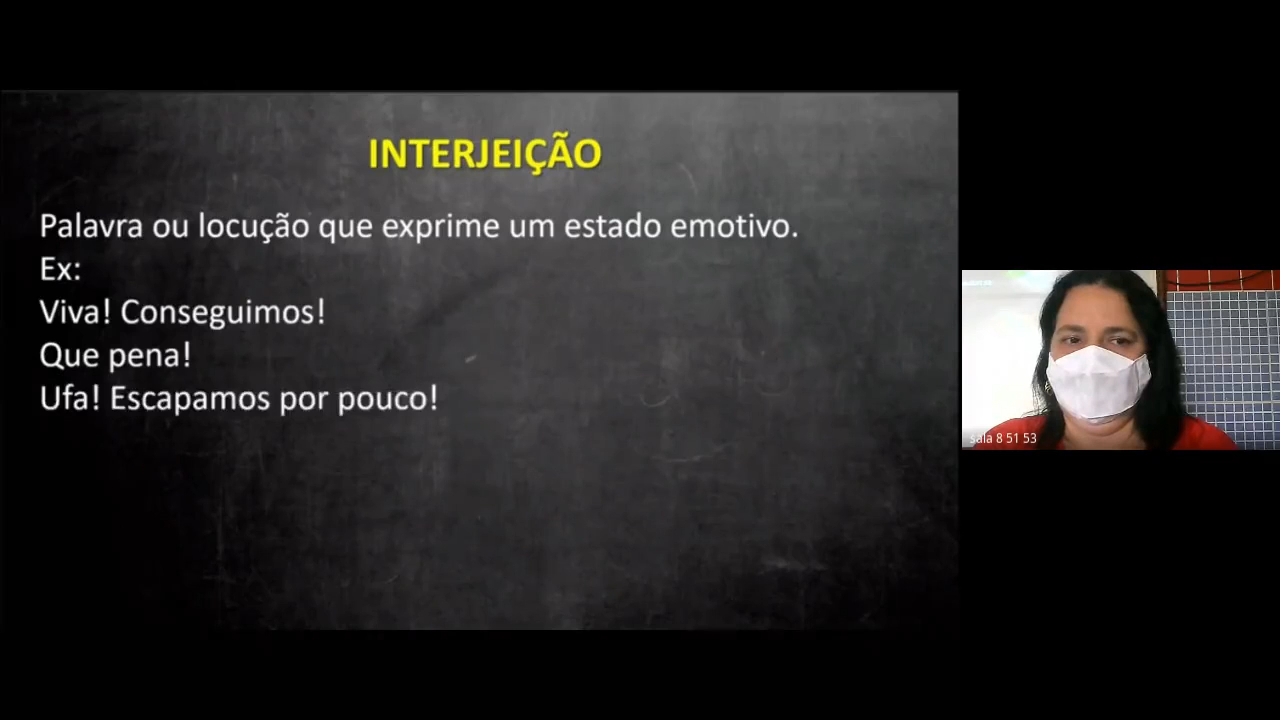 INTERJEIÇÃO
Palavra ou locução que exprime um estado emotivo.
Ex:
Viva! Conseguimos!
Que pena!
Ufa! Escapamos por pouco!
sala 8 51 53